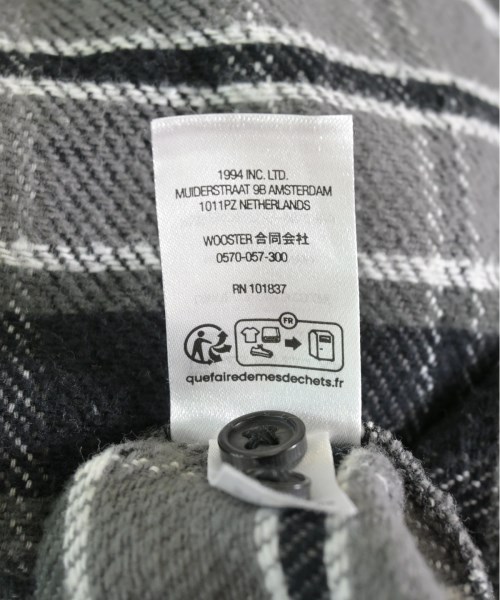 1994 INC. LTD.
MUIDERSTRAAT 9B AMSTERDAM
1011PZ NETHERLANDS
WOOSTER 合同会社
0570-057-300
RN 101837
FR
quefairedemesdechets.fr